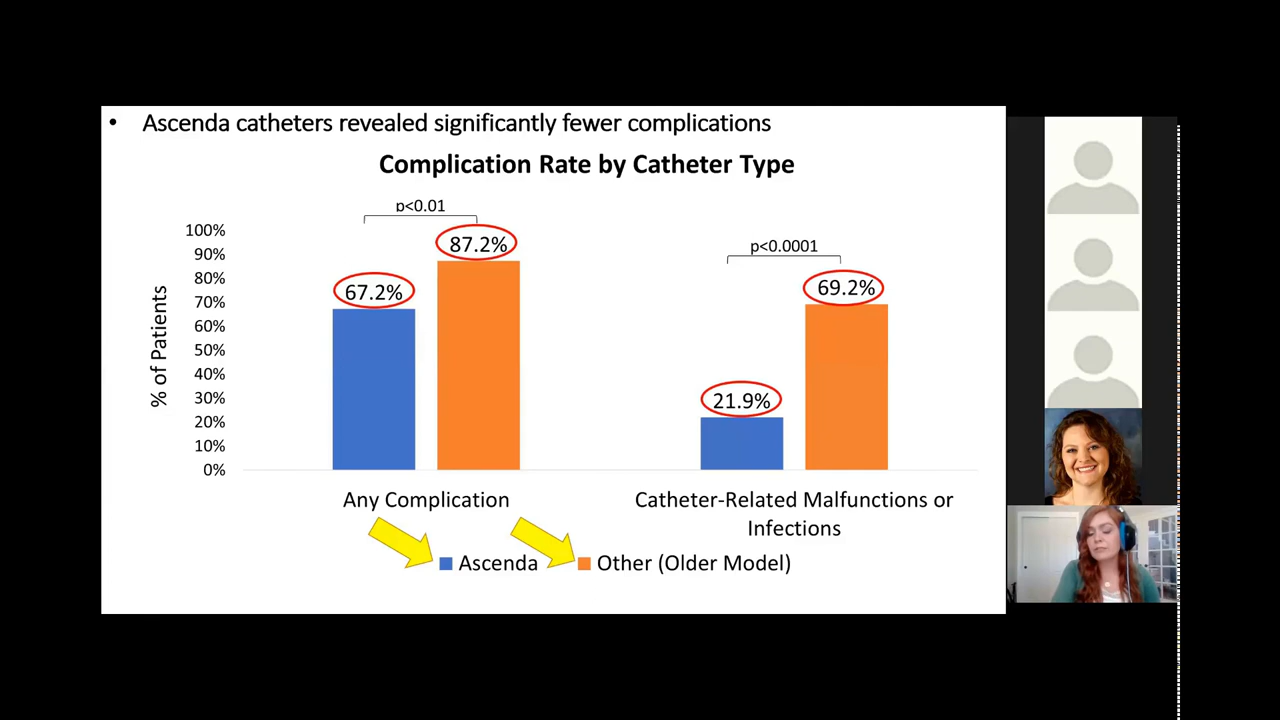 • Ascenda catheters revealed significantly fewer complications
Complication Rate by Catheter Type
p<0.01
p<0.0001
100%
90%
80%
70%
60%
50%
40%
30%
20%
10%
0%
% of Patients
67.2%
87.2%
21.9%
69.2%
Any Complication
Catheter-Related Malfunctions or
Infections
Ascenda
Other (Older Model)